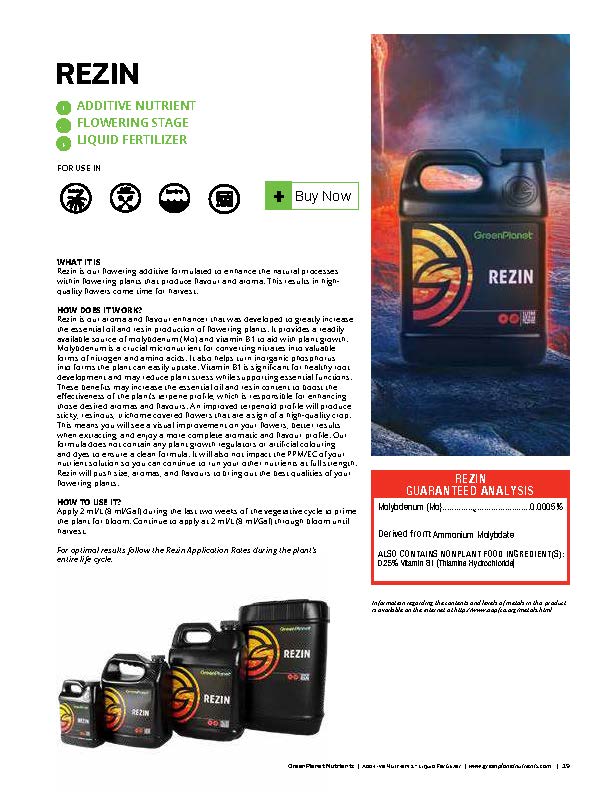 REZIN
ADDITIVE NUTRIENT
FLOWERING STAGE
LIQUID FERTILIZER
FOR USE IN
+ Buy Now
WHAT IT IS
Rezin is our flowering additive formulated to enhance the natural processes
within flowering plants that produce flavour and aroma. This results in high-
quality flowers come time for harvest.
HOW DOES IT WORK?
Rezin is our aroma and flavour enhancer that was developed to greatly increase
the essential oil and resin production of flowering plants. It provides a readily
available source of molybdenum (Mo) and vitamin B1 to aid with plant growth.
Molybdenum is a crucial micronutrient for converting nitrates into valuable
forms of nitrogen and amino acids. It also helps turn inorganic phosphorus
into forms the plant can easily uptake. Vitamin B1 is significant for healthy root
development and may reduce plant stress while supporting essential functions.
These benefits may increase the essential oil and resin content to boost the
effectiveness of the plant's terpene profile, which is responsible for enhancing
those desired aromas and flavours. An improved terpenoid profile will produce
sticky, resinous, trichome covered flowers that are a sign of a high-quality crop.
This means you will see a visual improvement on your flowers, better results
when extracting, and enjoy a more complete aromatic and flavour profile. Our
formula does not contain any plant growth regulators or artificial colouring
and dyes to ensure a clean formula. It will also not impact the PPM/EC of your
nutrient solution so you can continue to run your other nutrients at full strength.
Rezin will push size, aromas, and flavours to bring out the best qualities of your
flowering plants.
HOW TO USE IT?
Apply 2 ml/L (8 ml/Gal) during the last two weeks of the vegetative cycle to prime
the plant for bloom. Continue to apply at 2 ml/L (8 ml/Gal) through bloom until
harvest.
For optimal results follow the Rezin Application Rates during the plant's
entire life cycle.
GreenPlanet
REZIN
REZIN
GUARANTEED ANALYSIS
Molybdenum (Mo)..................................0.0005%
Derived from: Ammonium Molybdate
ALSO CONTAINS NONPLANT FOOD INGREDIENT(S):
0.25% Vitamin B1 (Thiamine Hydrochloride)
Information regarding the contents and levels of metals in this product
is available on the internet at http://www.aapfco.org/metals.html
REZIN
REZIN
GreenPlanet
REZIN
GreenPlanet
REZIN
GreenPlanet Nutrients | Additive Nutrients - Liquid Fertilizer | www.greenplanetnutrients.com | 19